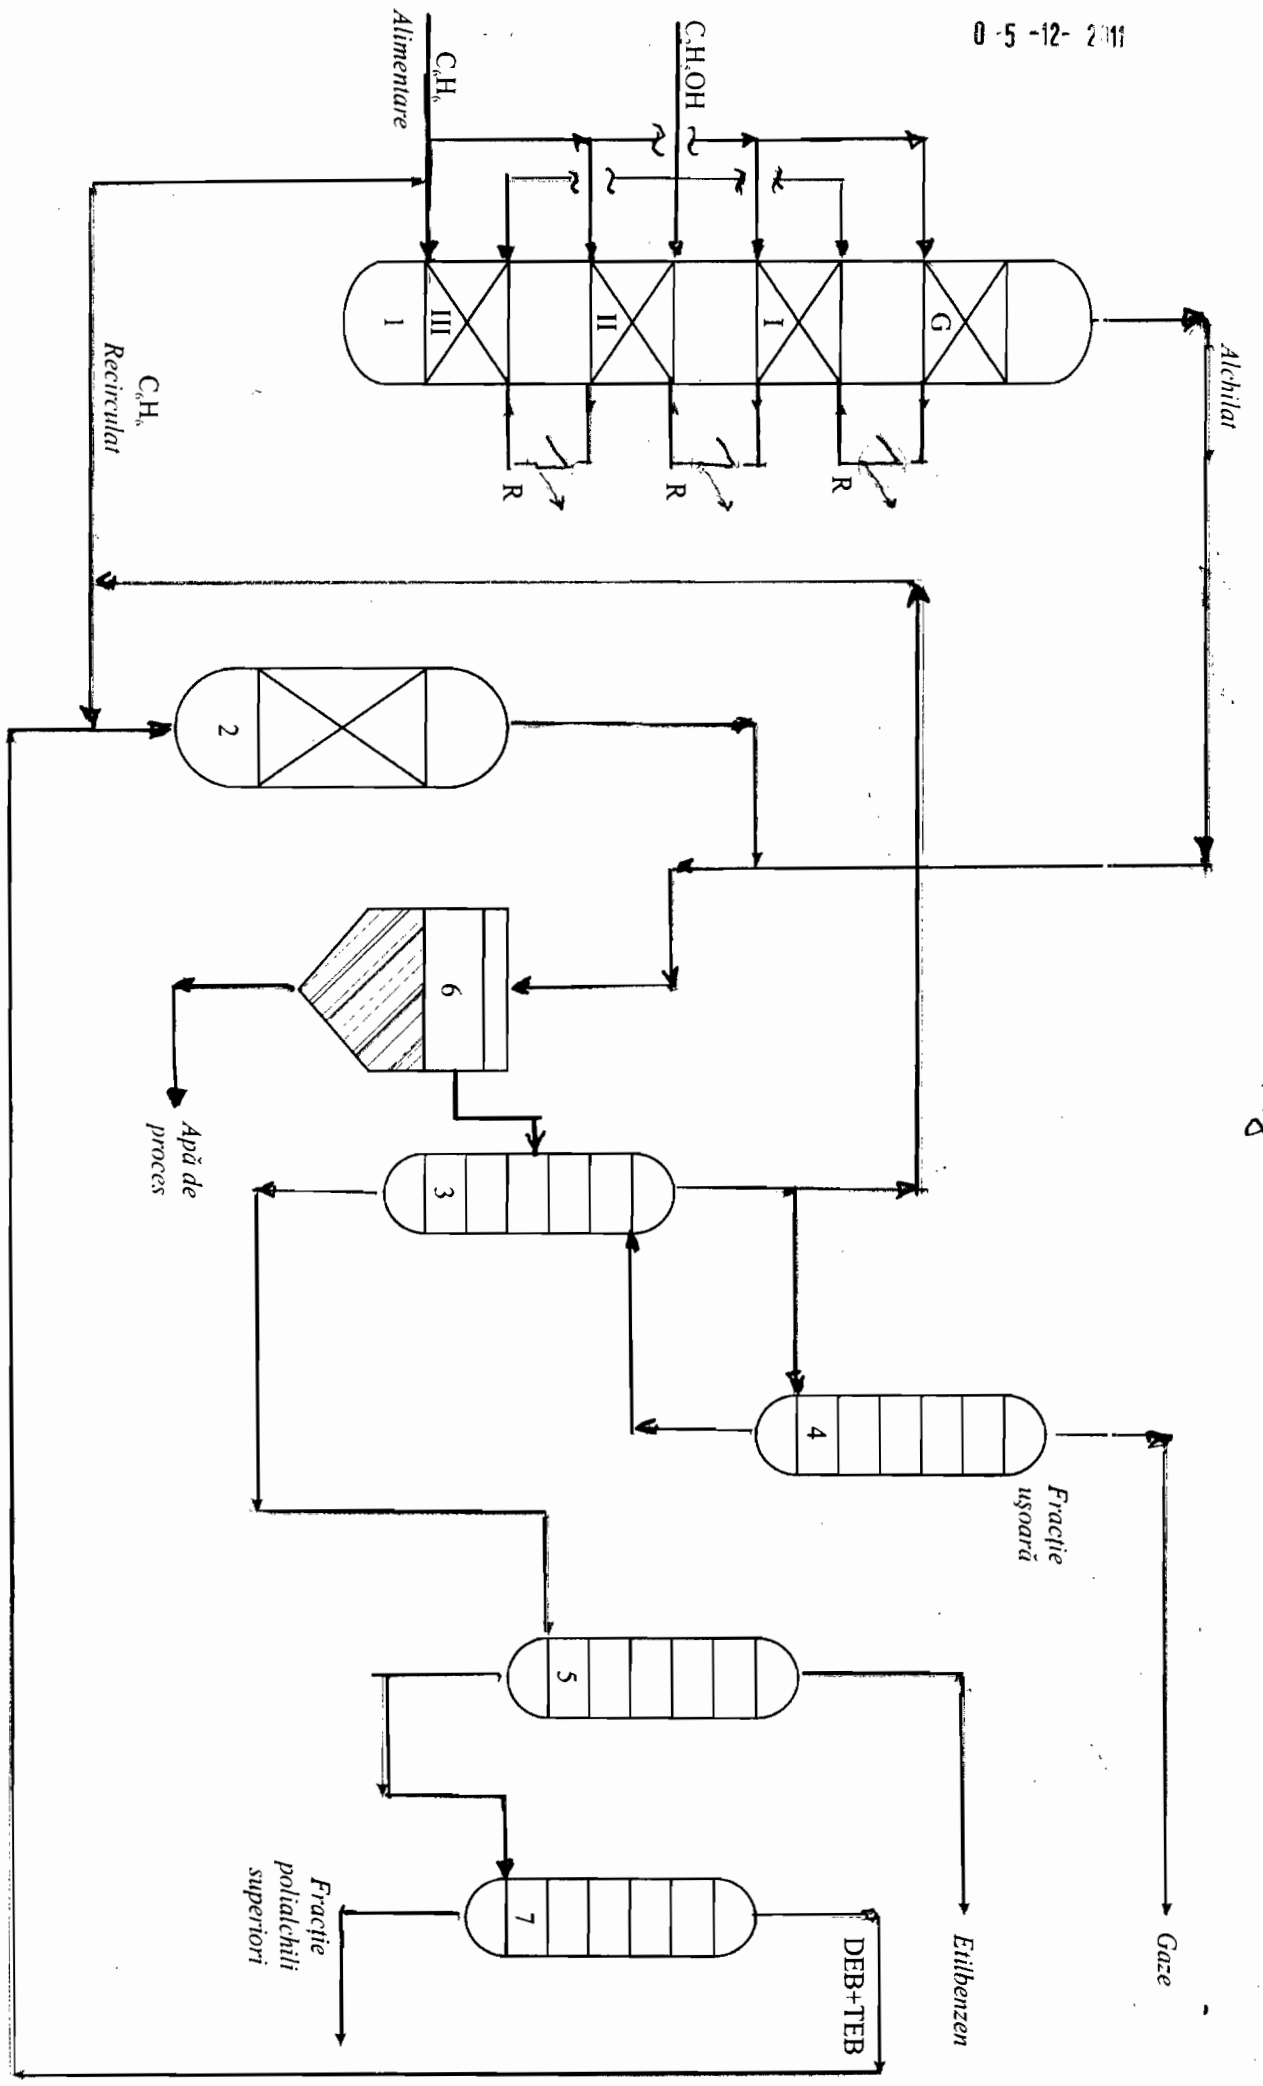 0 -5 -12- 2011
Alchilat
C₂H₅OH
C₆H₆
Alimentare
G
I
II
III
1
R
R
R
C₆H₆
Recirculat
2
6
Apă de
proces
3
4
Fracție
ușoară
Gaze
5
Etilbenzen
7
DEB+TEB
Fracție
polialchili
superiori